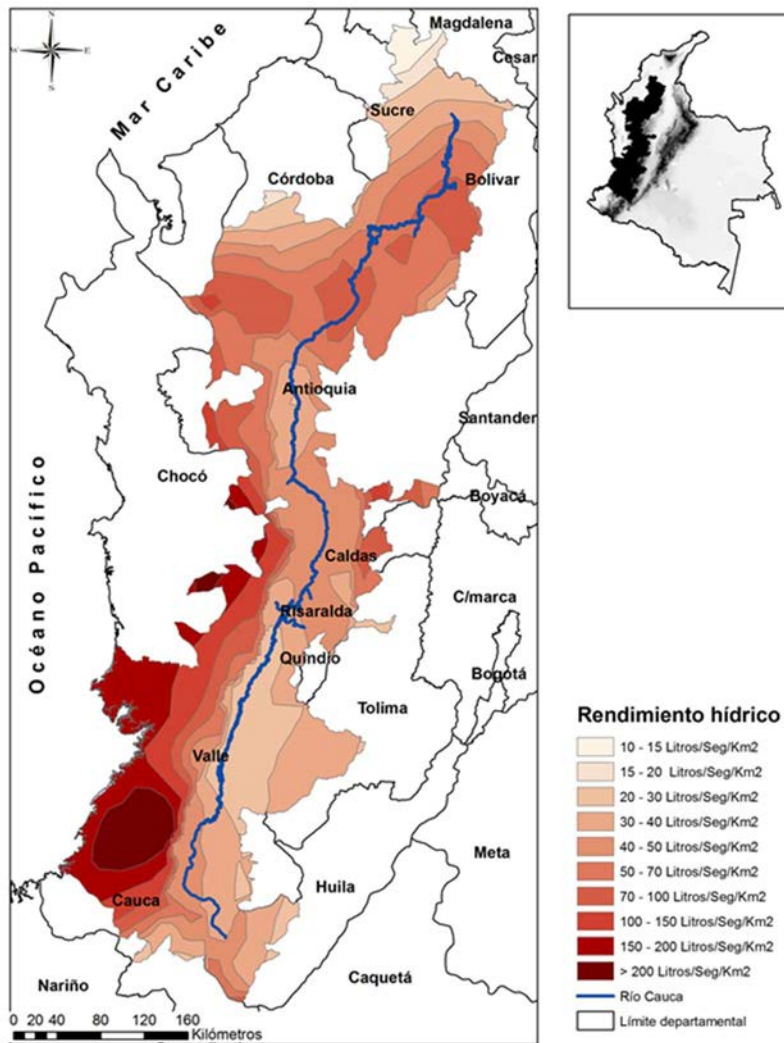 Magdalena
Cesar
Mar Caribe
Sucre
Córdoba
Bolívar
Antioquia
Santander
Chocó
Boyacá
Océano Pacífico
Caldas
C/marca
Risaralda
Quindío
Bogotá
Tolima
Valle
Meta
Cauca
Huila
Nariño
Caquetá
N
W E
S
0 20 40 80 120 160
Kilómetros
Rendimiento hídrico
10 - 15 Litros/Seg/Km2
15 - 20 Litros/Seg/Km2
20 - 30 Litros/Seg/Km2
30 - 40 Litros/Seg/Km2
40 - 50 Litros/Seg/Km2
50 - 70 Litros/Seg/Km2
70 - 100 Litros/Seg/Km2
100 - 150 Litros/Seg/Km2
150 - 200 Litros/Seg/Km2
> 200 Litros/Seg/Km2
Río Cauca
Límite departamental